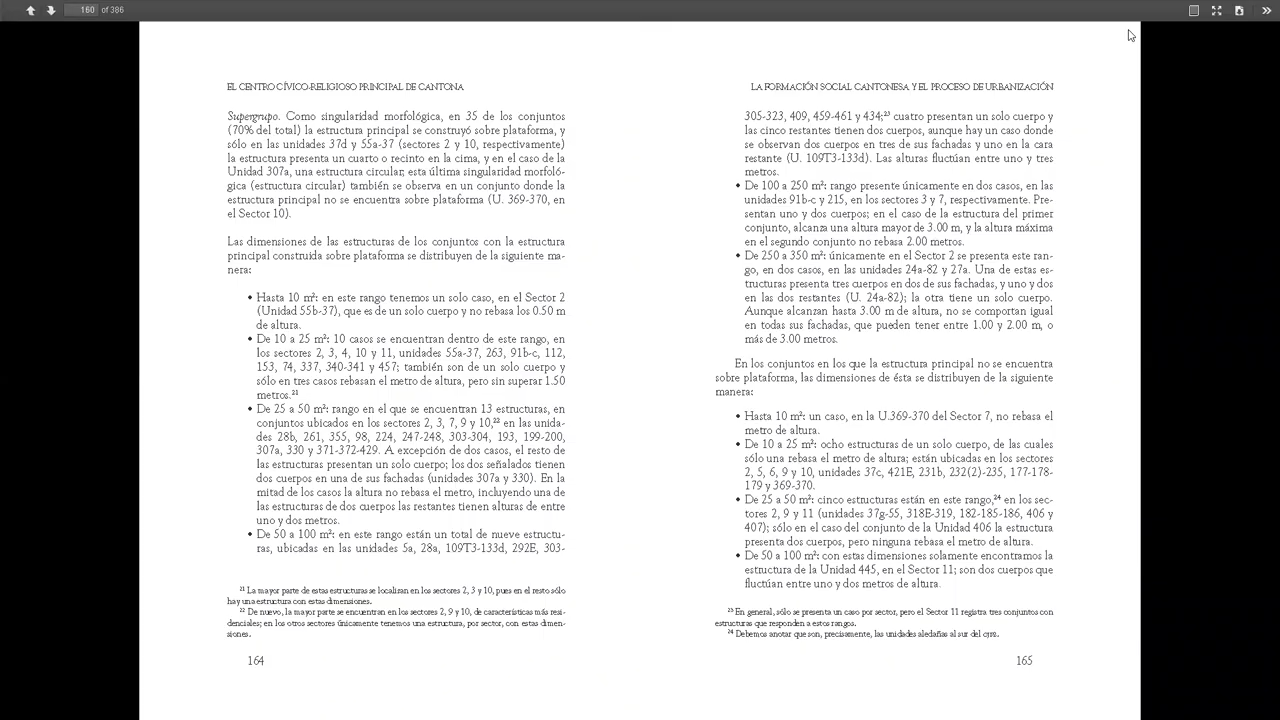 160 of 386
EL CENTRO CÍVICO-RELIGIOSO PRINCIPAL DE CANTONA
Supergrupo. Como singularidad morfológica, en 35 de los conjuntos
(70% del total) la estructura principal se construyó sobre plataforma, y
sólo en las unidades 37d y 55a-37 (sectores 2 y 10, respectivamente)
la estructura presenta un cuarto o recinto en la cima, y en el caso de la
Unidad 307a, una estructura circular; esta última singularidad morfoló-
gica (estructura circular) también se observa en un conjunto donde la
estructura principal no se encuentra sobre plataforma (U. 369-370, en
el Sector 10).
Las dimensiones de las estructuras de los conjuntos con la estructura
principal construida sobre plataforma se distribuyen de la siguiente ma-
nera:
• Hasta 10 m²: en este rango tenemos un solo caso, en el Sector 2
(Unidad 55b-37), que es de un solo cuerpo y no rebasa los 0.50 m
de altura.
• De 10 a 25 m²: 10 casos se encuentran dentro de este rango, en
los sectores 2, 3, 4, 10 y 11, unidades 55a-37, 263, 91b-c, 112,
153, 74, 337, 340-341 y 457; también son de un solo cuerpo y
sólo en tres casos rebasan el metro de altura, pero sin superar 1.50
metros.²¹
• De 25 a 50 m²: rango en el que se encuentran 13 estructuras, en
conjuntos ubicados en los sectores 2, 3, 7, 9 y 10,²² en las unida-
des 28b, 261, 355, 98, 224, 247-248, 303-304, 193, 199-200,
307a, 330 y 371-372-429. A excepción de dos casos, el resto de
las estructuras presentan un solo cuerpo; los dos señalados tienen
dos cuerpos en una de sus fachadas (unidades 307a y 330). En la
mitad de los casos la altura no rebasa el metro, incluyendo una de
las estructuras de dos cuerpos las restantes tienen alturas de entre
uno y dos metros.
• De 50 a 100 m²: en este rango están un total de nueve estructu-
ras, ubicadas en las unidades 5a, 28a, 109T3-133d, 292E, 303-
²¹ La mayor parte de estas estructuras se localizan en los sectores 2, 3 y 10, pues en el resto sólo
hay una estructura con estas dimensiones.
²² De nuevo, la mayor parte se encuentran en los sectores 2, 9 y 10, de características más resi-
denciales; en los otros sectores únicamente tenemos una estructura, por sector, con estas dimen-
siones.
164
LA FORMACIÓN SOCIAL CANTONESA Y EL PROCESO DE URBANIZACIÓN
305-323, 409, 459-461 y 434;²³ cuatro presentan un solo cuerpo y
las cinco restantes tienen dos cuerpos, aunque hay un caso donde
se observan dos cuerpos en tres de sus fachadas y uno en la cara
restante (U. 109T3-133d). Las alturas fluctúan entre uno y tres
metros.
• De 100 a 250 m²: rango presente únicamente en dos casos, en las
unidades 91b-c y 215, en los sectores 3 y 7, respectivamente. Pre-
sentan uno y dos cuerpos; en el caso de la estructura del primer
conjunto, alcanza una altura mayor de 3.00 m, y la altura máxima
en el segundo conjunto no rebasa 2.00 metros.
• De 250 a 350 m²: únicamente en el Sector 2 se presenta este ran-
go, en dos casos, en las unidades 24a-82 y 27a. Una de estas es-
tructuras presenta tres cuerpos en dos de sus fachadas, y uno y dos
en las dos restantes (U. 24a-82); la otra tiene un solo cuerpo.
Aunque alcanzan hasta 3.00 m de altura, no se comportan igual
en todas sus fachadas, que pueden tener entre 1.00 y 2.00 m, o
más de 3.00 metros.
En los conjuntos en los que la estructura principal no se encuentra
sobre plataforma, las dimensiones de ésta se distribuyen de la siguiente
manera:
• Hasta 10 m²: un caso, en la U.369-370 del Sector 7, no rebasa el
metro de altura.
• De 10 a 25 m²: ocho estructuras de un solo cuerpo, de las cuales
sólo una rebasa el metro de altura; están ubicadas en los sectores
2, 5, 6, 9 y 10, unidades 37c, 421E, 231b, 232(2)-235, 177-178-
179 y 369-370.
• De 25 a 50 m²: cinco estructuras están en este rango,²⁴ en los sec-
tores 2, 9 y 11 (unidades 37g-55, 318E-319, 182-185-186, 406 y
407); sólo en el caso del conjunto de la Unidad 406 la estructura
presenta dos cuerpos, pero ninguna rebasa el metro de altura.
• De 50 a 100 m²: con estas dimensiones solamente encontramos la
estructura de la Unidad 445, en el Sector 11; son dos cuerpos que
fluctúan entre uno y dos metros de altura.
²³ En general, sólo se presenta un caso por sector, pero el Sector 11 registra tres conjuntos con
estructuras que responden a estos rangos.
²⁴ Debemos anotar que son, precisamente, las unidades aledañas al sur del
165